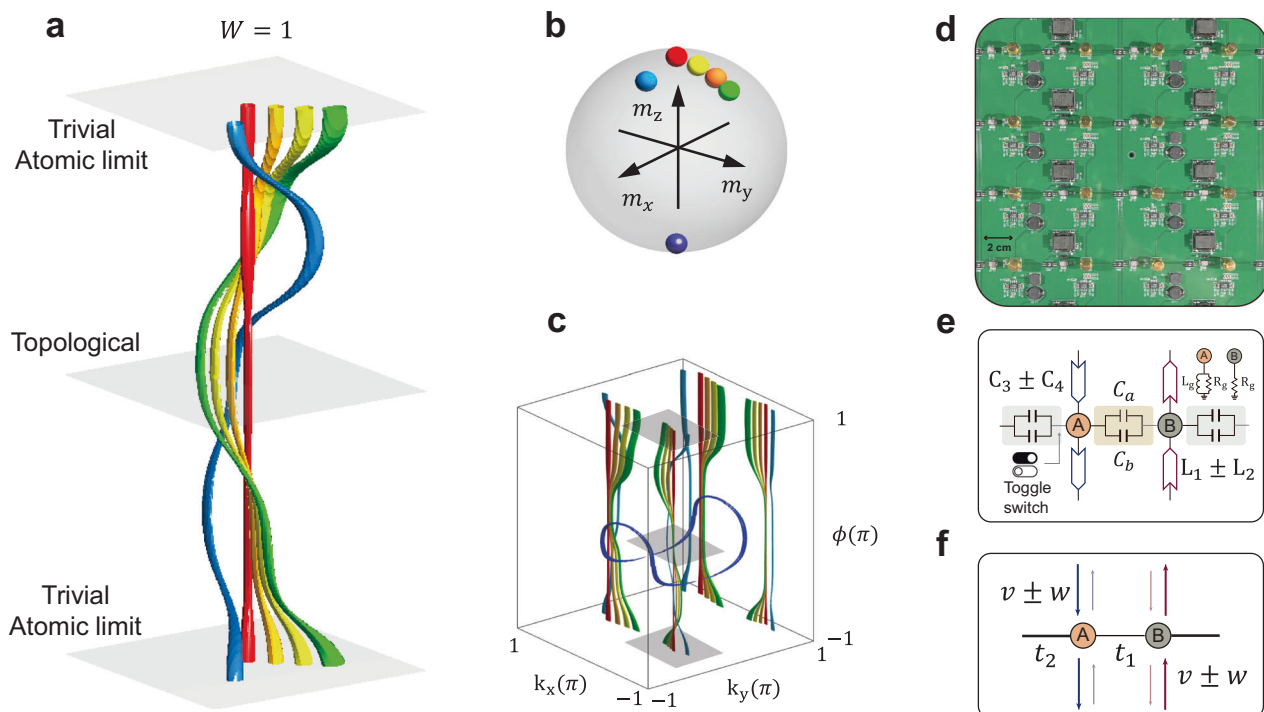 a
W = 1
Trivial
Atomic limit
Topological
Trivial
Atomic limit
b
m_z
m_x
m_y
c
1
ϕ(π)
−1
1
k_x(π)
−1
−1
k_y(π)
1
d
2 cm
e
C_3 ± C_4
C_a
C_b
A
B
A
B
L_g
R_g
R_g
L_1 ± L_2
Toggle
switch
f
v ± w
A
B
t_2
t_1
v ± w